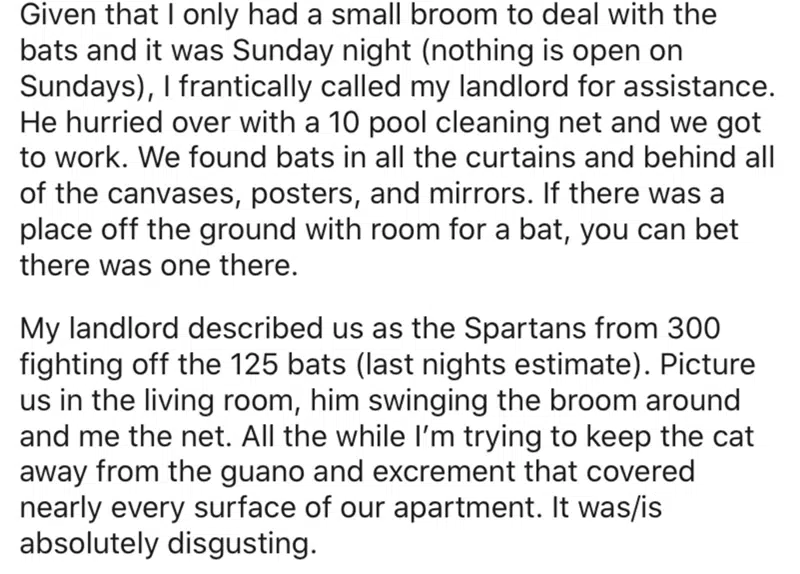 Given that I only had a small broom to deal with the
bats and it was Sunday night (nothing is open on
Sundays), I frantically called my landlord for assistance.
He hurried over with a 10 pool cleaning net and we got
to work. We found bats in all the curtains and behind all
of the canvases, posters, and mirrors. If there was a
place off the ground with room for a bat, you can bet
there was one there.

My landlord described us as the Spartans from 300
fighting off the 125 bats (last nights estimate). Picture
us in the living room, him swinging the broom around
and me the net. All the while I’m trying to keep the cat
away from the guano and excrement that covered
nearly every surface of our apartment. It was/is
absolutely disgusting.